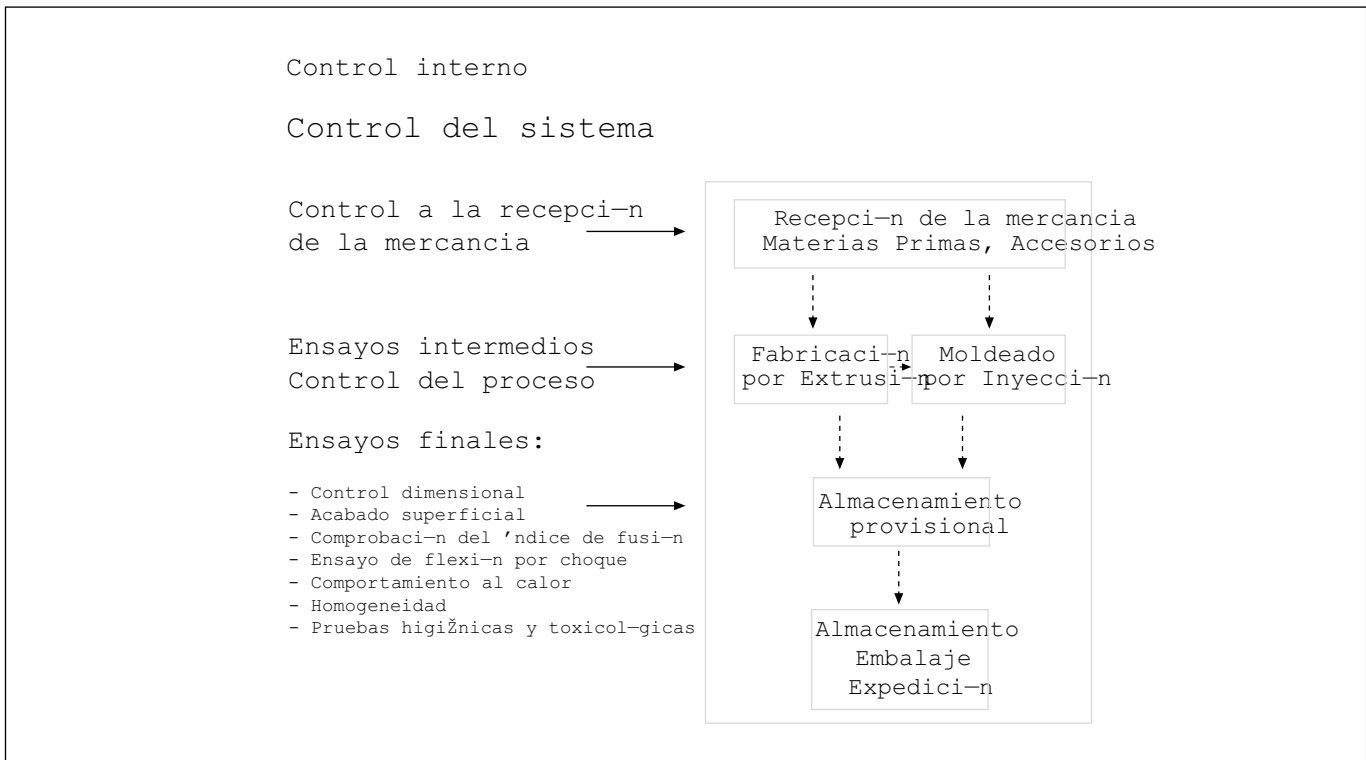 Control interno
Control del sistema
Control a la recepci—n
de la mercancia
Recepci—n de la mercancia
Materias Primas, Accesorios
Ensayos intermedios
Control del proceso
Fabricaci—n
por Extrusi—n
Moldeado
por Inyecci—n
Ensayos finales:
- Control dimensional
- Acabado superficial
- Comprobaci—n del ’ndice de fusi—n
- Ensayo de flexi—n por choque
- Comportamiento al calor
- Homogeneidad
- Pruebas higiŽnicas y toxicol—gicas
Almacenamiento
provisional
Almacenamiento
Embalaje
Expedici—n